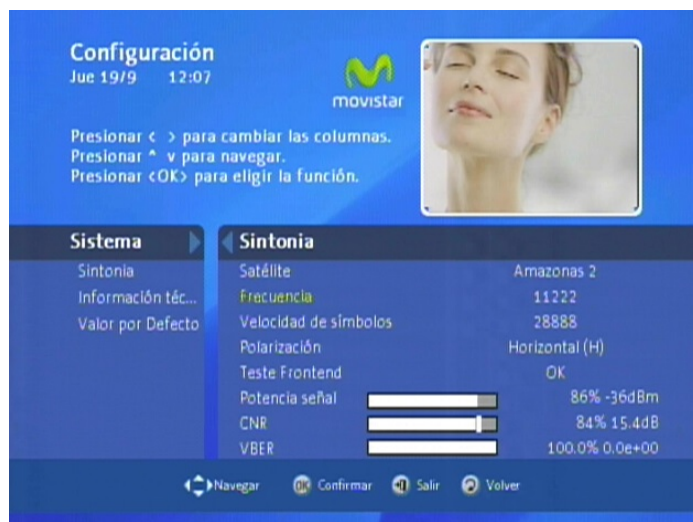 Configuración
Jue 19/9 12:07
movistar
Presionar < > para cambiar las columnas.
Presionar ^ v para navegar.
Presionar <OK> para eligir la función.
Sistema
Sintonia
Información téc...
Valor por Defecto
Sintonia
Satélite Amazonas 2
Frecuencia 11222
Velocidad de símbolos 28888
Polarización Horizontal (H)
Teste Frontend OK
Potencia señal 86% -36dBm
CNR 84% 15.4dB
VBER 100.0% 0.0e+00
Navegar OK Confirmar Salir Volver